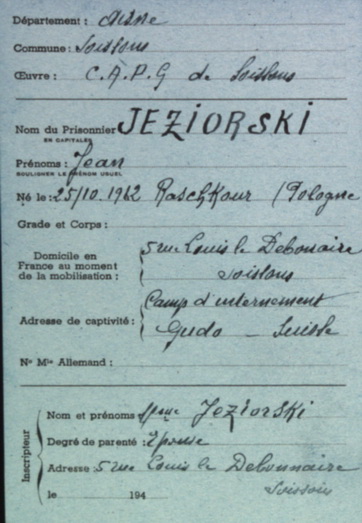 Département : Aisne
Commune : Soissons
Œuvre : C.A.P.G de Soissons
Nom du Prisonnier JEZIORSKI
EN CAPITALES
Prénoms : Jean
SOULIGNER LE PRÉNOM USUEL
Né le : 25/10.1912 Raschkour (Pologne
Grade et Corps :
Domicile en
France au moment
de la mobilisation :
5 rue Louis le Debonaire
Soissons
Adresse de captivité :
Camp d'internement
Gudo - Suisse
N° Mle Allemand :
Inscripteur
Nom et prénoms Mme Jeziorski
Degré de parenté : Epouse
Adresse 5 rue Louis le Debonnaire
Soissons
le 194